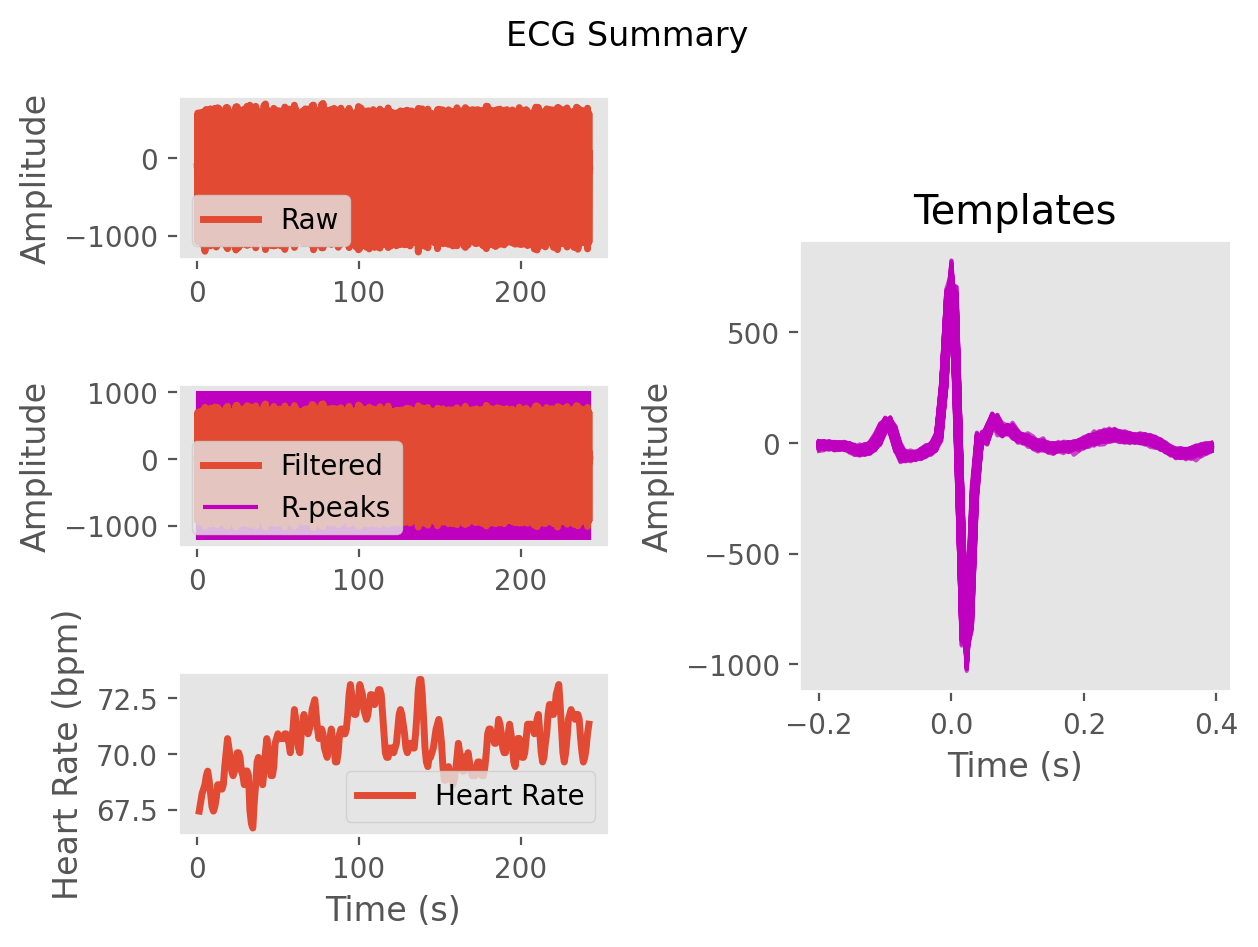 ECG Summary
Amplitude
0
−1000
Raw
0 100 200
Amplitude
1000
0
−1000
Filtered
R-peaks
0 100 200
Heart Rate (bpm)
72.5
70.0
67.5
Heart Rate
0 100 200
Time (s)
Templates
Amplitude
500
0
−500
−1000
−0.2 0.0 0.2 0.4
Time (s)